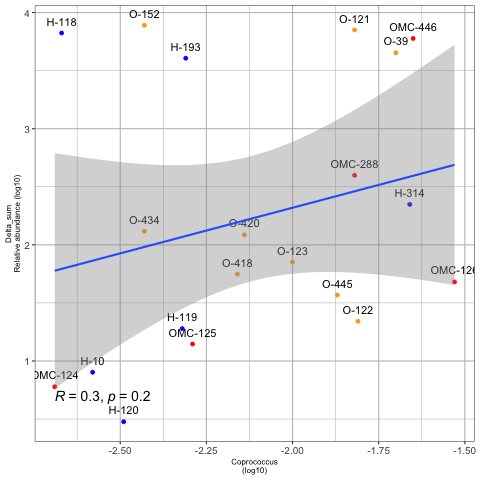 4
3
2
1
Delta_sum
Relative abundance (log10)
O-152
H-118
O-121
OMC-446
O-39
H-193
OMC-288
H-314
O-434
O-420
O-123
O-418
OMC-126
O-445
O-122
H-119
OMC-125
H-10
OMC-124
R = 0.3, p = 0.2
H-120
-2.50 -2.25 -2.00 -1.75 -1.50
Coprococcus
(log10)